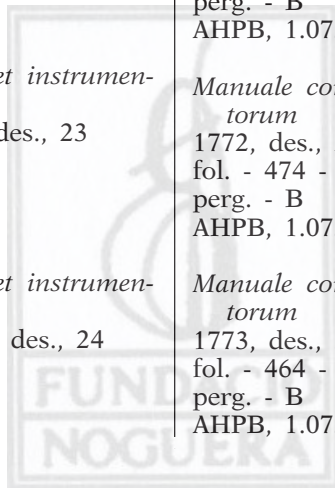 et instrumen-
des., 23
et instrumen-
des., 24
perg. - B
AHPB, 1.07
Manuale co
torum
1772, des.,
fol. - 474 -
perg. - B
AHPB, 1.07
Manuale co
torum
1773, des.,
fol. - 464 -
perg. - B
AHPB, 1.07
FUNDACIÓ
NOGUERA